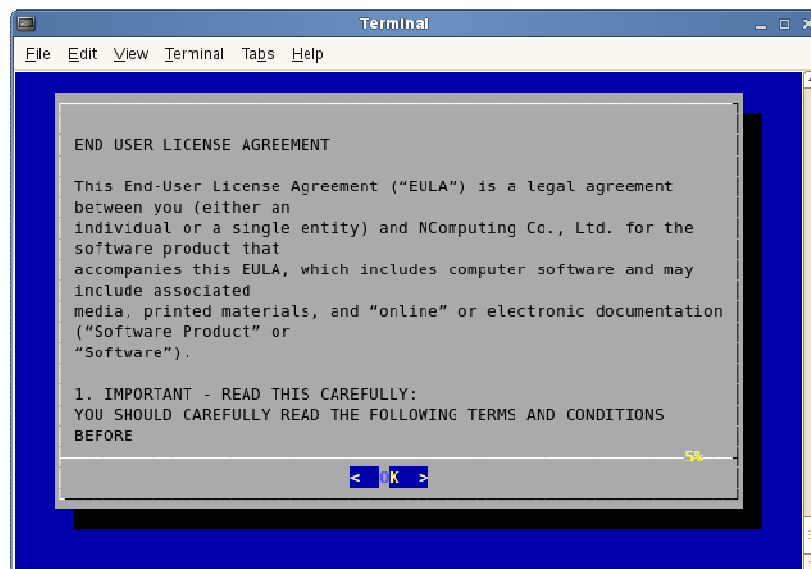 Terminal
File Edit View Terminal Tabs Help
END USER LICENSE AGREEMENT
This End-User License Agreement (“EULA”) is a legal agreement
between you (either an
individual or a single entity) and NComputing Co., Ltd. for the
software product that
accompanies this EULA, which includes computer software and may
include associated
media, printed materials, and “online” or electronic documentation
(“Software Product” or
“Software”).
1. IMPORTANT - READ THIS CAREFULLY:
YOU SHOULD CAREFULLY READ THE FOLLOWING TERMS AND CONDITIONS
BEFORE
5%
< OK >